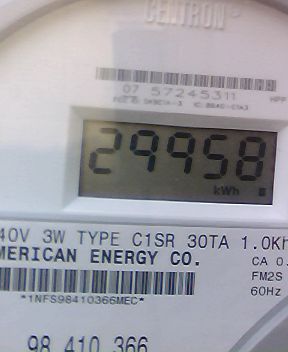 CENTRON®
07 57245311
29958
kWh
40V 3W TYPE C1SR 30TA 1.0Kh
MERICAN ENERGY CO.
CA 0.
FM2S
60Hz
*1NFS98410366MEC*
98 410 366